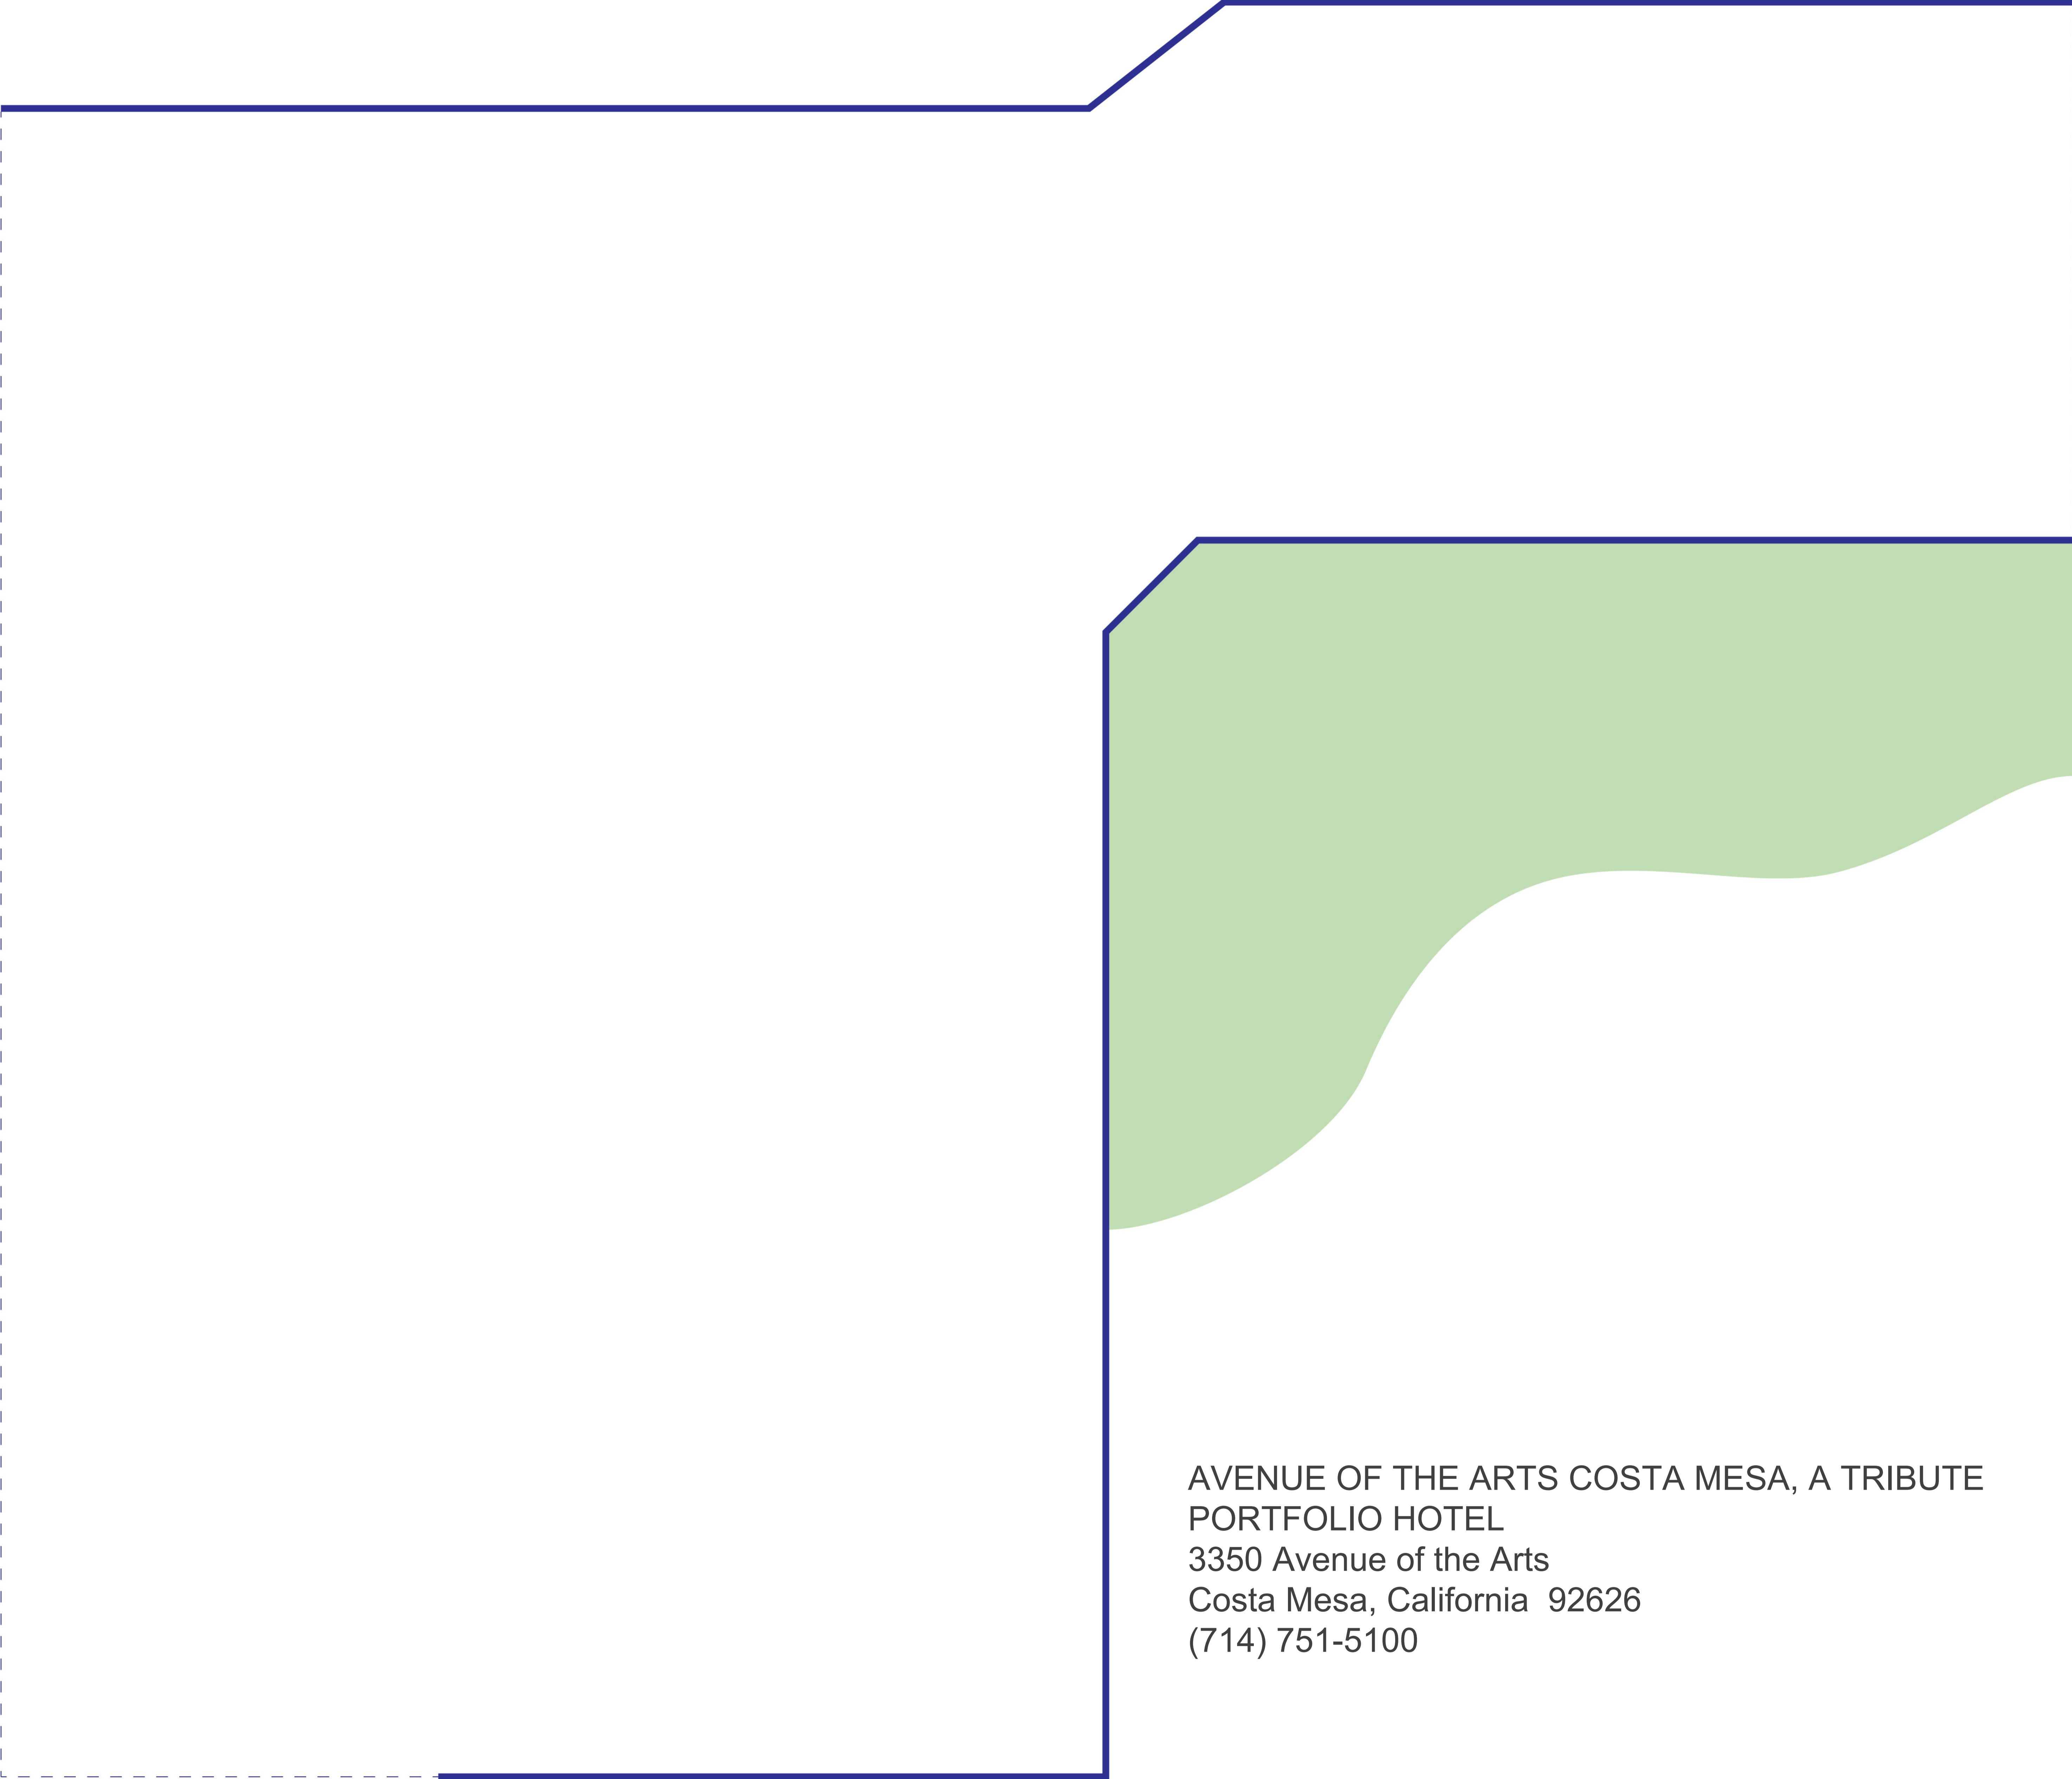 AVENUE OF THE ARTS COSTA MESA, A TRIBUTE
PORTFOLIO HOTEL
3350 Avenue of the Arts
Costa Mesa, California  92626
(714) 751-5100